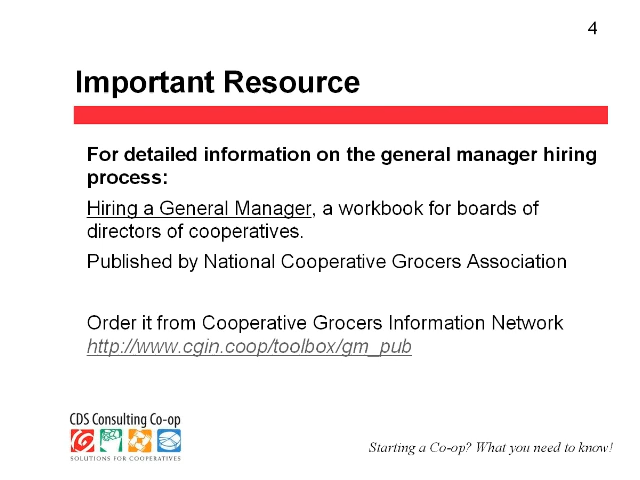 4
Important Resource
For detailed information on the general manager hiring
process:
Hiring a General Manager, a workbook for boards of
directors of cooperatives.
Published by National Cooperative Grocers Association
Order it from Cooperative Grocers Information Network
http://www.cgin.coop/toolbox/gm_pub
CDS Consulting Co-op
SOLUTIONS FOR COOPERATIVES
Starting a Co-op? What you need to know!